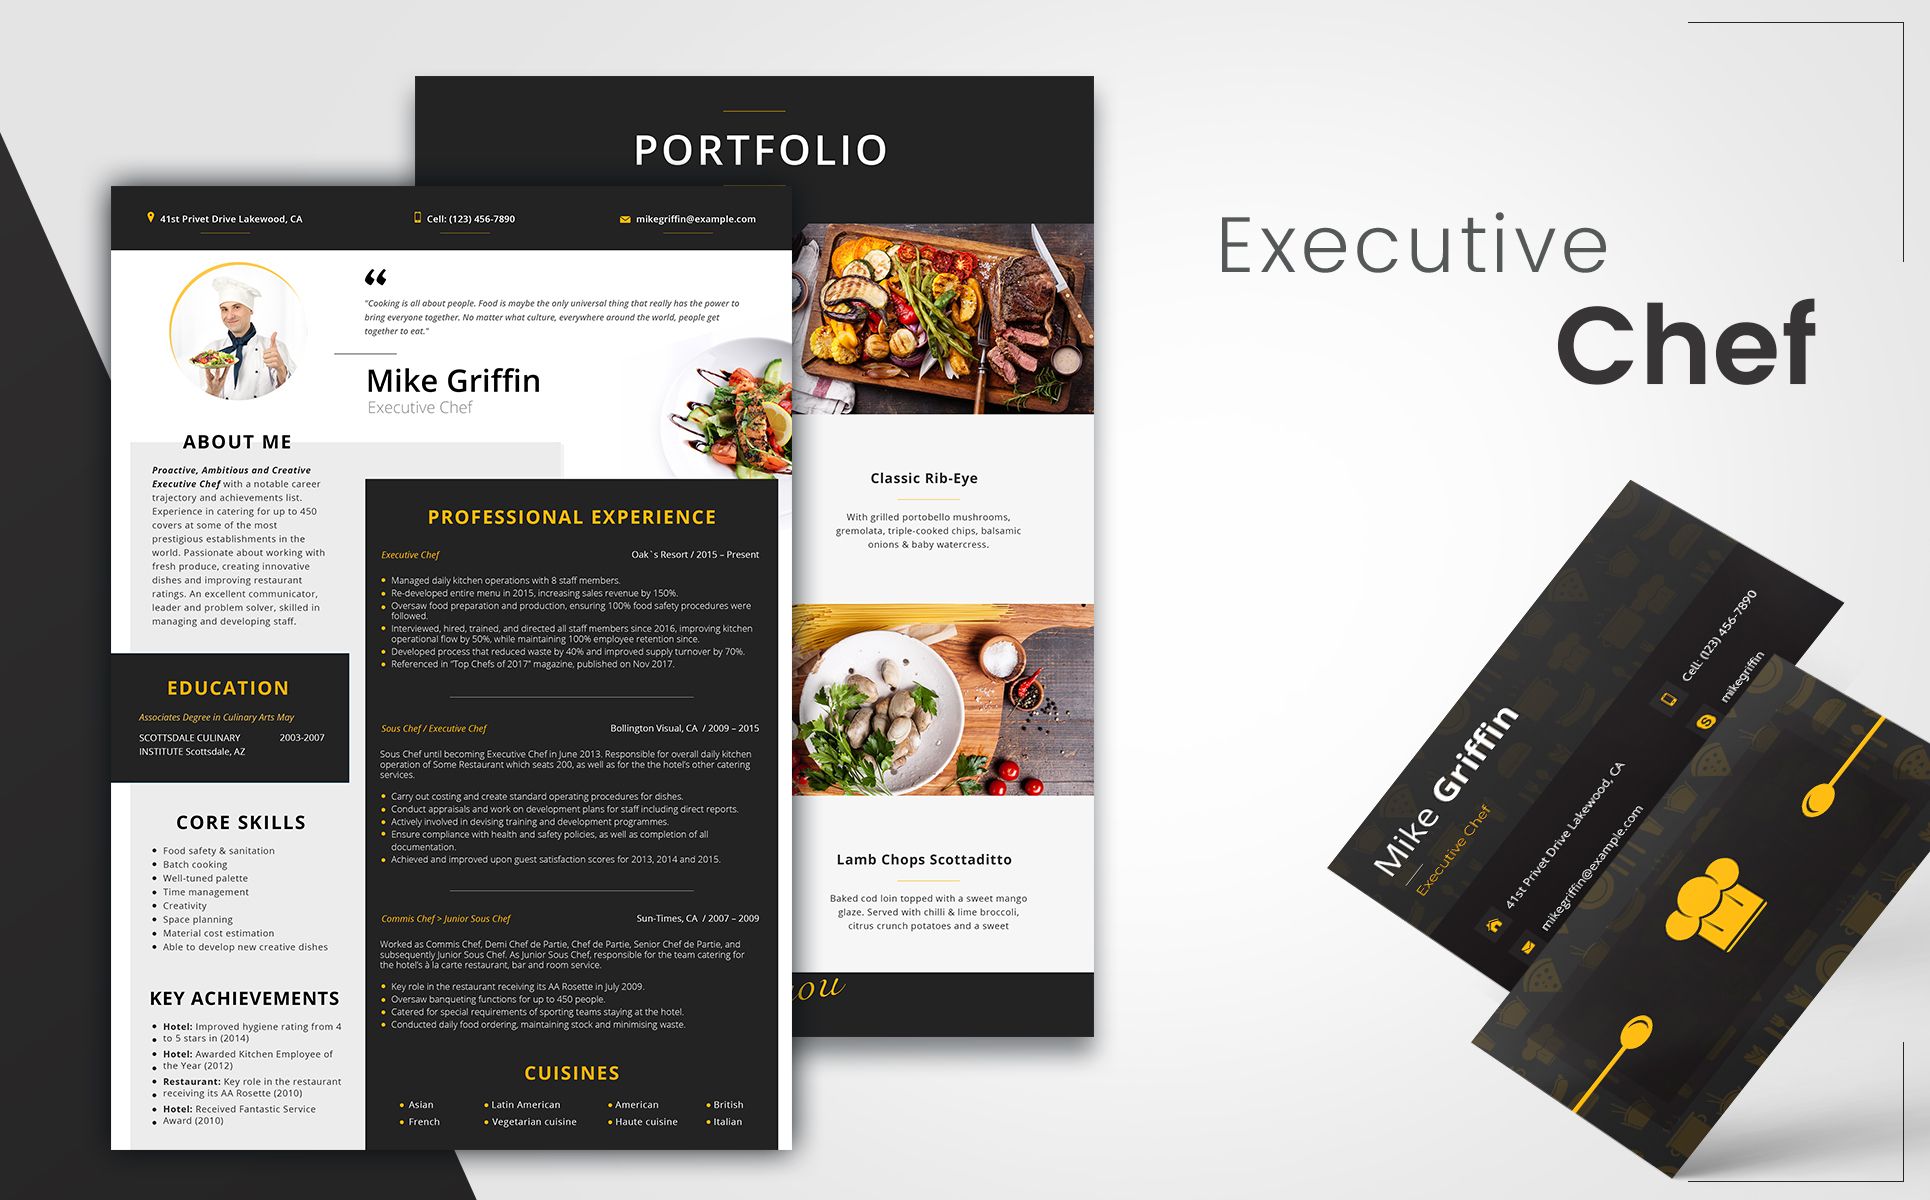 PORTFOLIO
41st Privet Drive Lakewood, CA
Cell: (123) 456-7890
mikegriffin@example.com
“
"Cooking is all about people. Food is maybe the only universal thing that really has the power to
bring everyone together. No matter what culture, everywhere around the world, people get
together to eat."
Mike Griffin
Executive Chef
ABOUT ME
Proactive, Ambitious and Creative
Executive Chef with a notable career
trajectory and achievements list.
Experience in catering for up to 450
covers at some of the most
prestigious establishments in the
world. Passionate about working with
fresh produce, creating innovative
dishes and improving restaurant
ratings. An excellent communicator,
leader and problem solver, skilled in
managing and developing staff.
EDUCATION
Associates Degree in Culinary Arts May
SCOTTSDALE CULINARY 2003-2007
INSTITUTE Scottsdale, AZ
CORE SKILLS
• Food safety & sanitation
• Batch cooking
• Well-tuned palette
• Time management
• Creativity
• Space planning
• Material cost estimation
• Able to develop new creative dishes
KEY ACHIEVEMENTS
• Hotel: Improved hygiene rating from 4
• to 5 stars in (2014)
• Hotel: Awarded Kitchen Employee of
• the Year (2012)
• Restaurant: Key role in the restaurant
• receiving its AA Rosette (2010)
• Hotel: Received Fantastic Service
• Award (2010)
PROFESSIONAL EXPERIENCE
Executive Chef Oak`s Resort / 2015 – Present
• Managed daily kitchen operations with 8 staff members.
• Re-developed entire menu in 2015, increasing sales revenue by 150%.
• Oversaw food preparation and production, ensuring 100% food safety procedures were
followed.
• Interviewed, hired, trained, and directed all staff members since 2016, improving kitchen
operational flow by 50%, while maintaining 100% employee retention since.
• Developed process that reduced waste by 40% and improved supply turnover by 70%.
• Referenced in “Top Chefs of 2017” magazine, published on Nov 2017.
Sous Chef / Executive Chef Bollington Visual, CA / 2009 – 2015
Sous Chef until becoming Executive Chef in June 2013. Responsible for overall daily kitchen
operation of Some Restaurant which seats 200, as well as for the the hotel’s other catering
services.
• Carry out costing and create standard operating procedures for dishes.
• Conduct appraisals and work on development plans for staff including direct reports.
• Actively involved in devising training and development programmes.
• Ensure compliance with health and safety policies, as well as completion of all
documentation.
• Achieved and improved upon guest satisfaction scores for 2013, 2014 and 2015.
Commis Chef > Junior Sous Chef Sun-Times, CA / 2007 – 2009
Worked as Commis Chef, Demi Chef de Partie, Chef de Partie, Senior Chef de Partie, and
subsequently Junior Sous Chef. As Junior Sous Chef, responsible for the team catering for
the hotel’s à la carte restaurant, bar and room service.
• Key role in the restaurant receiving its AA Rosette in July 2009.
• Oversaw banqueting functions for up to 450 people.
• Catered for special requirements of sporting teams staying at the hotel.
• Conducted daily food ordering, maintaining stock and minimising waste.
CUISINES
• Asian • Latin American • American • British
• French • Vegetarian cuisine • Haute cuisine • Italian
Classic Rib-Eye
With grilled portobello mushrooms,
gremolata, triple-cooked chips, balsamic
onions & baby watercress.
Lamb Chops Scottaditto
Baked cod loin topped with a sweet mango
glaze. Served with chilli & lime broccoli,
citrus crunch potatoes and a sweet
Executive
Chef
Mike Griffin
Executive Chef
Cell: (123) 456-7890
mikegriffin
41st Privet Drive Lakewood, CA
mikegriffin@example.com